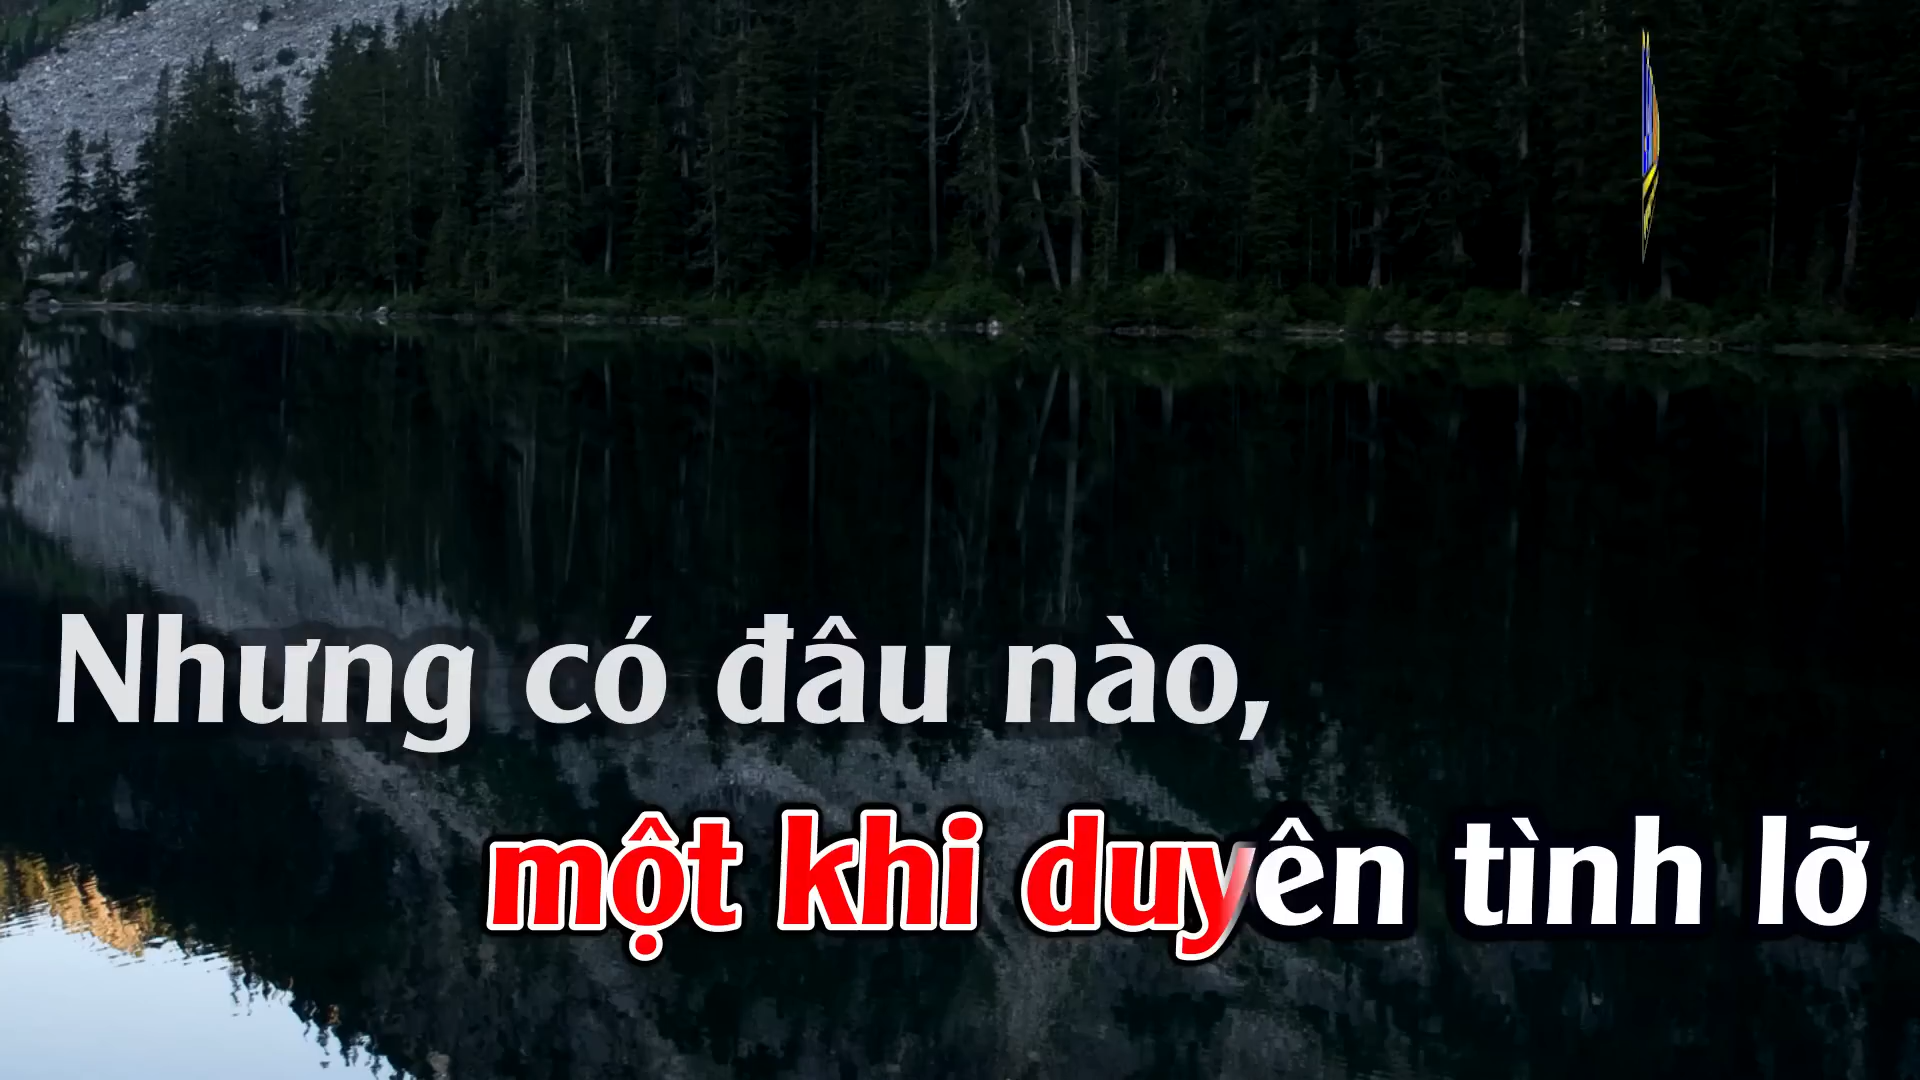 Nhưng có đâu nào,
một khi duyên tình lỡ